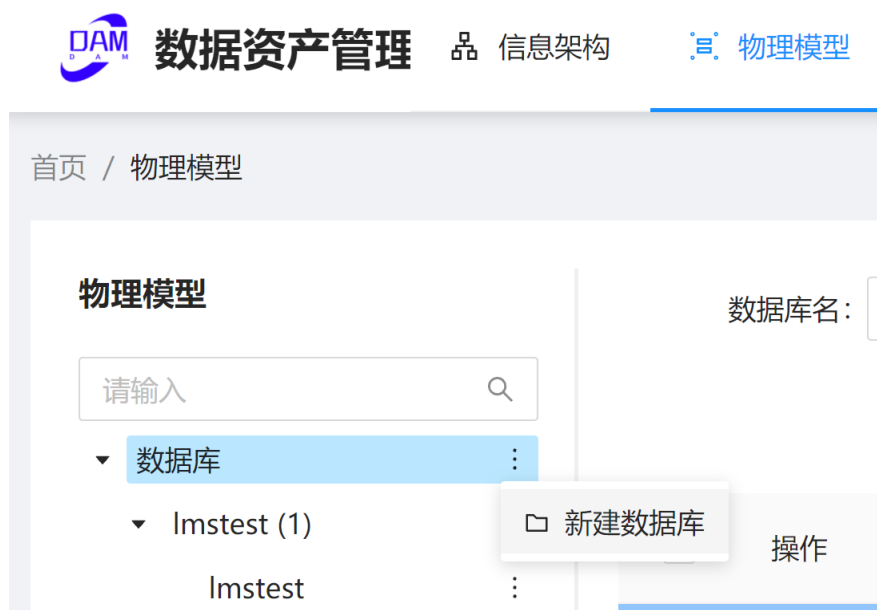 DAM
D A M
数据资产管理
信息架构
物理模型
首页 / 物理模型
物理模型
数据库名：
请输入
数据库
lmstest (1)
新建数据库
操作
lmstest